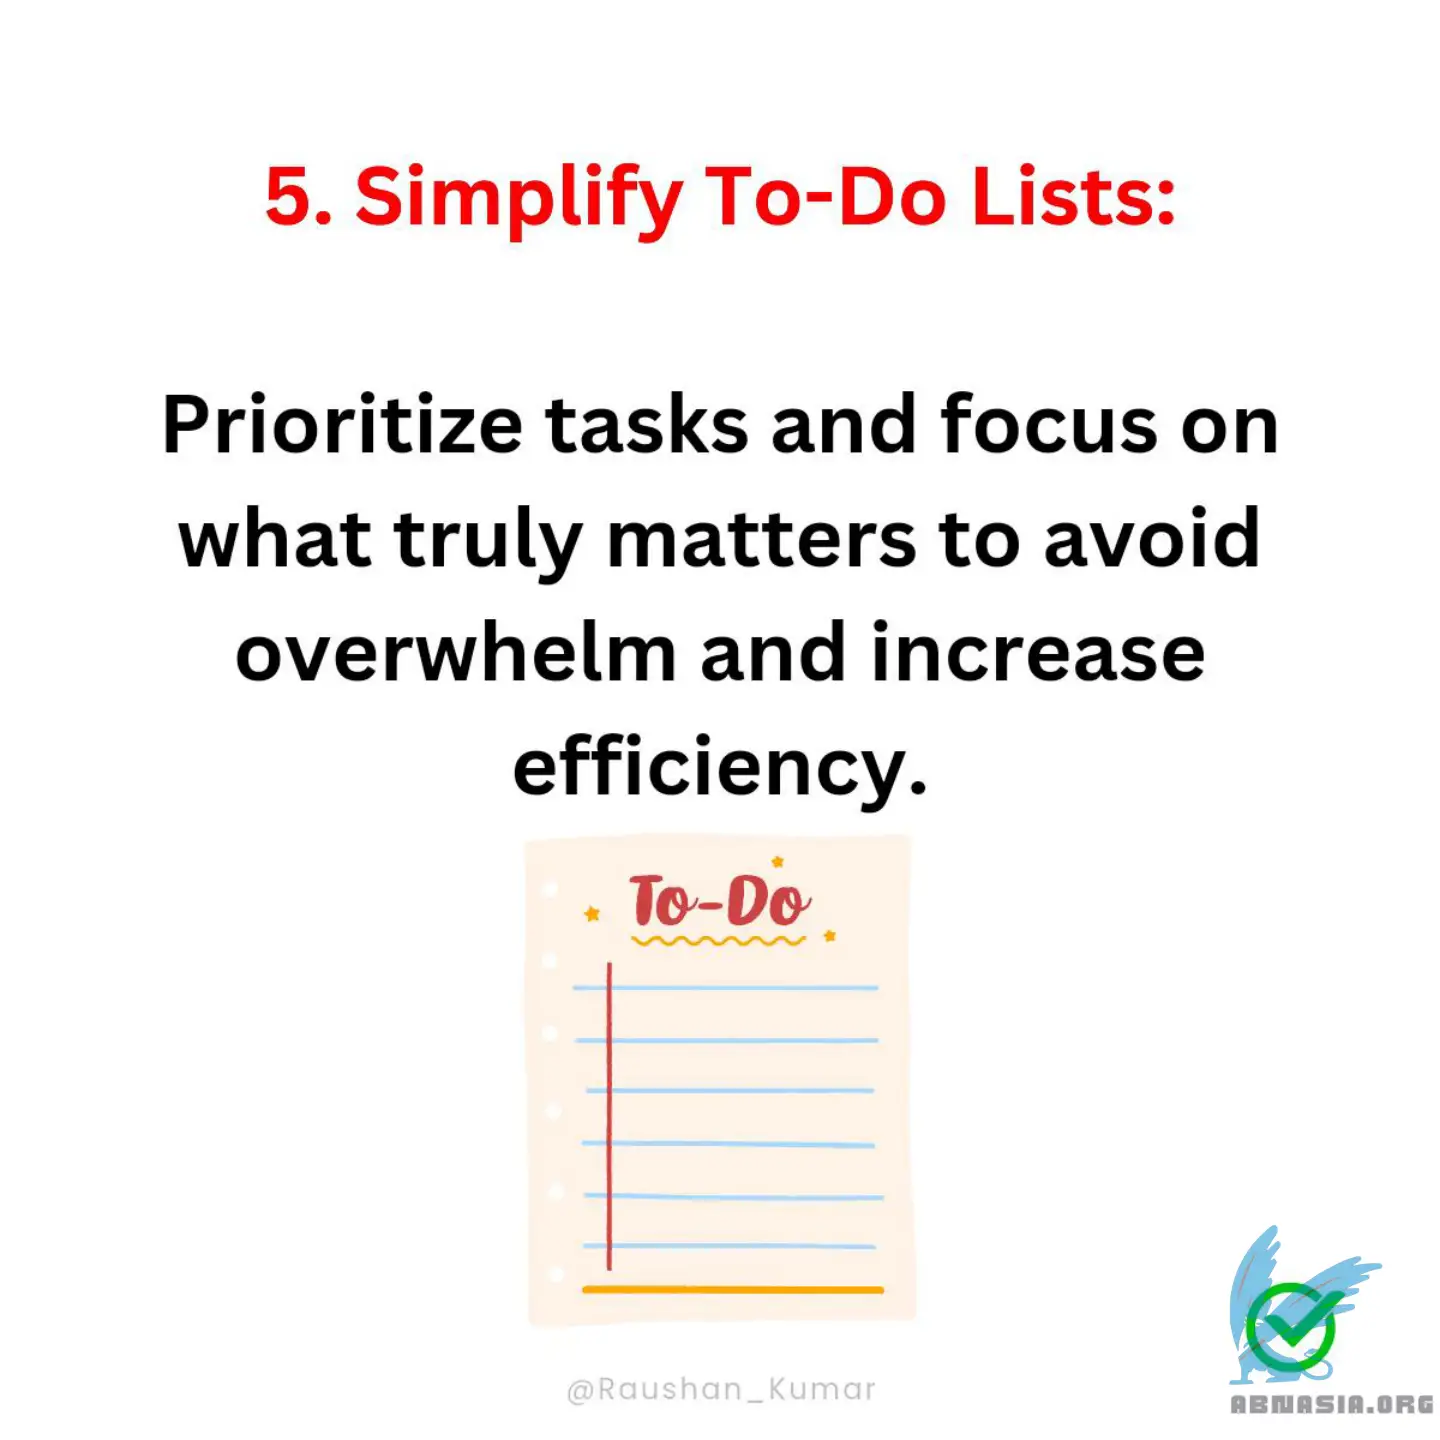 5. Simplify To-Do Lists:
Prioritize tasks and focus on
what truly matters to avoid
overwhelm and increase
efficiency.
To-Do
@Raushan_Kumar
ABNASIA.ORG